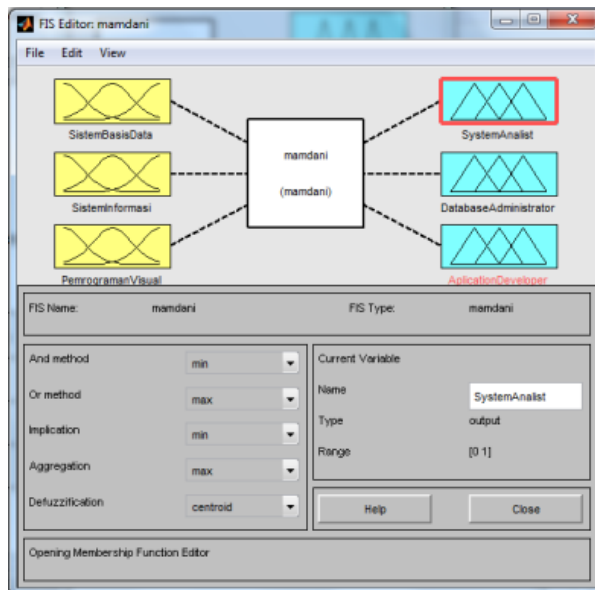 FIS Editor: mamdani
File Edit View
SistemBasisData
SistemInformasi
PemrogramanVisual
mamdani
(mamdani)
SystemAnalist
DatabaseAdministrator
AplicationDeveloper
FIS Name: mamdani FIS Type: mamdani
And method min
Or method max
Implication min
Aggregation max
Defuzzification centroid
Current Variable
Name SystemAnalist
Type output
Range [0 1]
Help Close
Opening Membership Function Editor